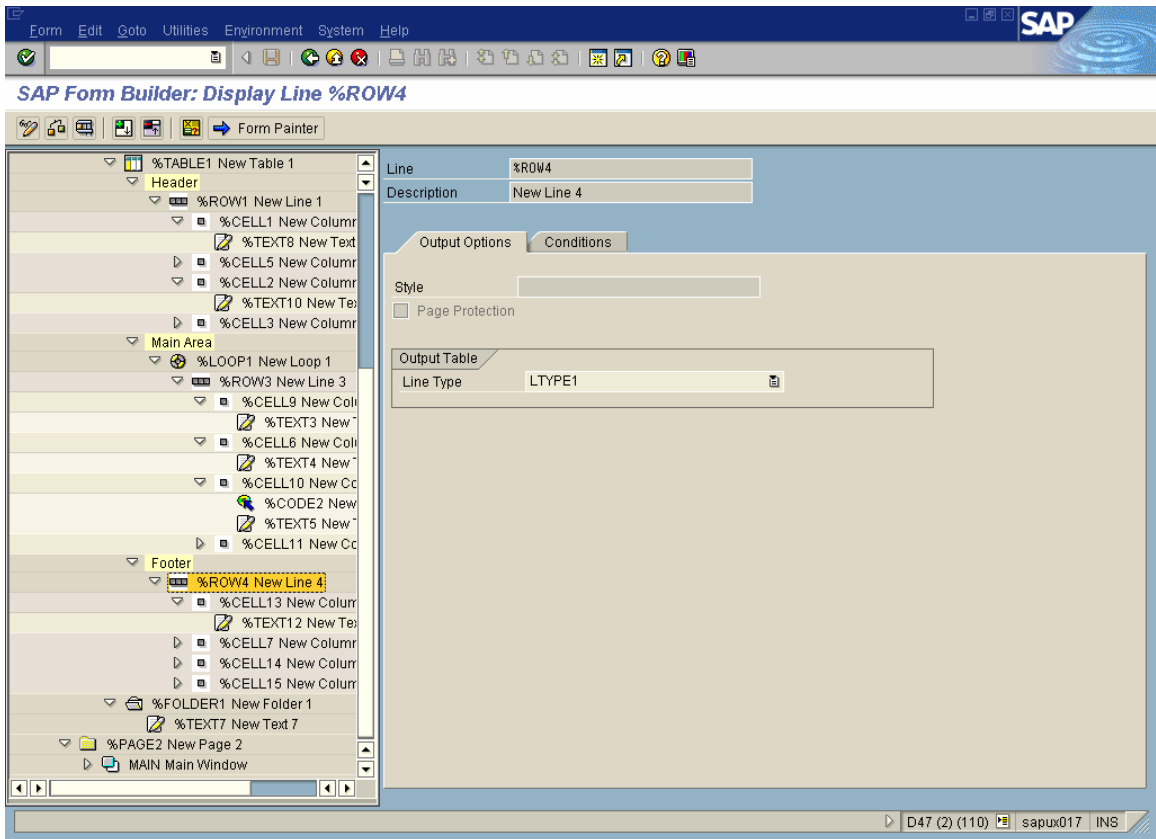 Form Edit Goto Utilities Environment System Help
SAP
SAP Form Builder: Display Line %ROW4
Form Painter
%TABLE1 New Table 1
Header
%ROW1 New Line 1
%CELL1 New Column
%TEXT8 New Text
%CELL5 New Column
%CELL2 New Column
%TEXT10 New Te
%CELL3 New Column
Main Area
%LOOP1 New Loop 1
%ROW3 New Line 3
%CELL9 New Col
%TEXT3 New T
%CELL6 New Col
%TEXT4 New T
%CELL10 New Co
%CODE2 New
%TEXT5 New T
%CELL11 New Co
Footer
%ROW4 New Line 4
%CELL13 New Colum
%TEXT12 New Te
%CELL7 New Column
%CELL14 New Colum
%CELL15 New Colum
%FOLDER1 New Folder 1
%TEXT7 New Text 7
%PAGE2 New Page 2
MAIN Main Window
Line %ROW4
Description New Line 4
Output Options Conditions
Style
Page Protection
Output Table
Line Type LTYPE1
D47 (2) (110) sapux017 INS